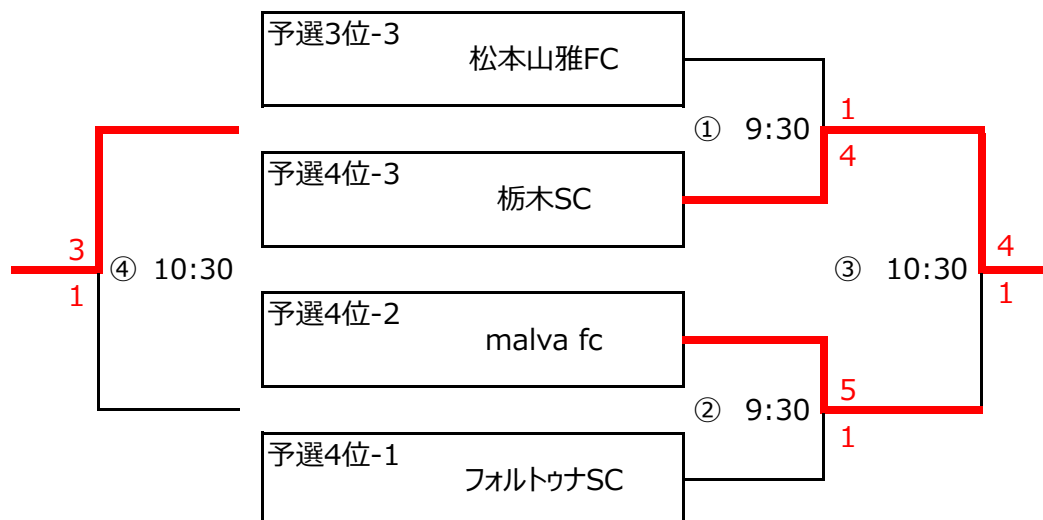 予選3位-3
松本山雅FC
① 9:30
1
4
予選4位-3
栃木SC
3
1
④ 10:30
③ 10:30
4
1
予選4位-2
malva fc
② 9:30
5
1
予選4位-1
フォルトゥナSC